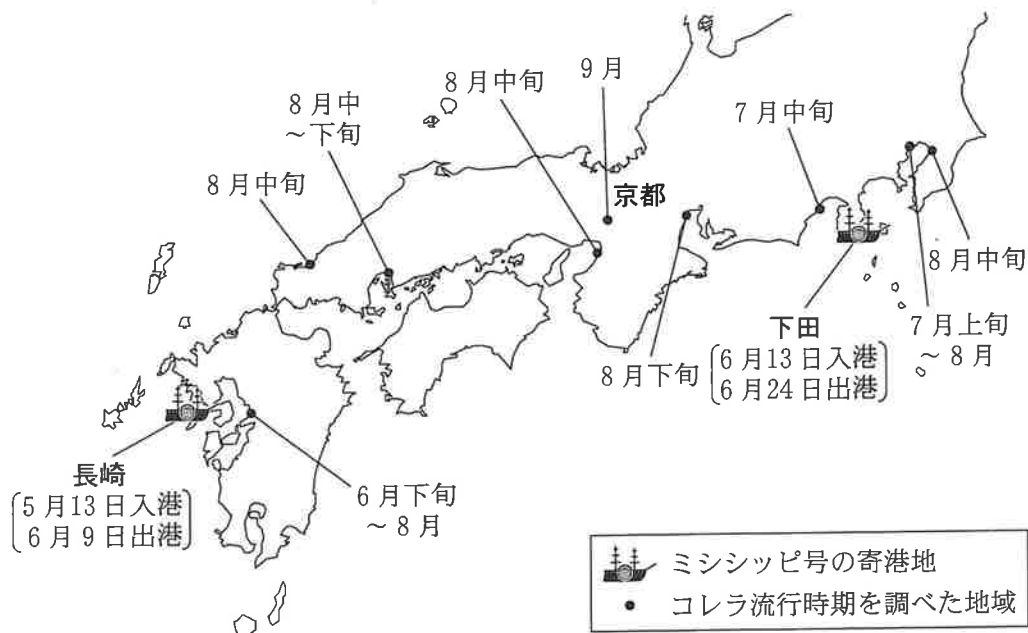 8月中旬
9月
8月中
～下旬
7月中旬
8月中旬
京都
8月中旬
8月下旬
下田
6月13日入港
6月24日出港
7月上旬
～8月
長崎
5月13日入港
6月9日出港
6月下旬
～8月
ミシシッピ号の寄港地
コレラ流行時期を調べた地域